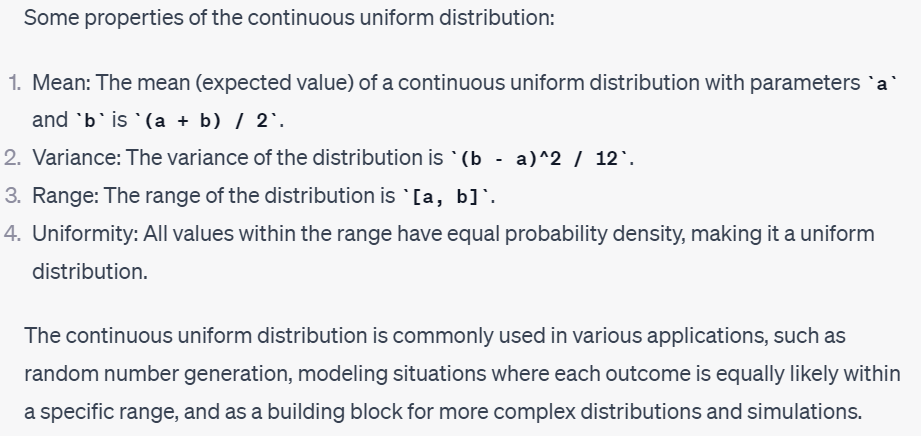 Some properties of the continuous uniform distribution:
1. Mean: The mean (expected value) of a continuous uniform distribution with parameters `a`
and `b` is `(a + b) / 2`.
2. Variance: The variance of the distribution is `(b - a)^2 / 12`.
3. Range: The range of the distribution is `[a, b]`.
4. Uniformity: All values within the range have equal probability density, making it a uniform
distribution.
The continuous uniform distribution is commonly used in various applications, such as
random number generation, modeling situations where each outcome is equally likely within
a specific range, and as a building block for more complex distributions and simulations.